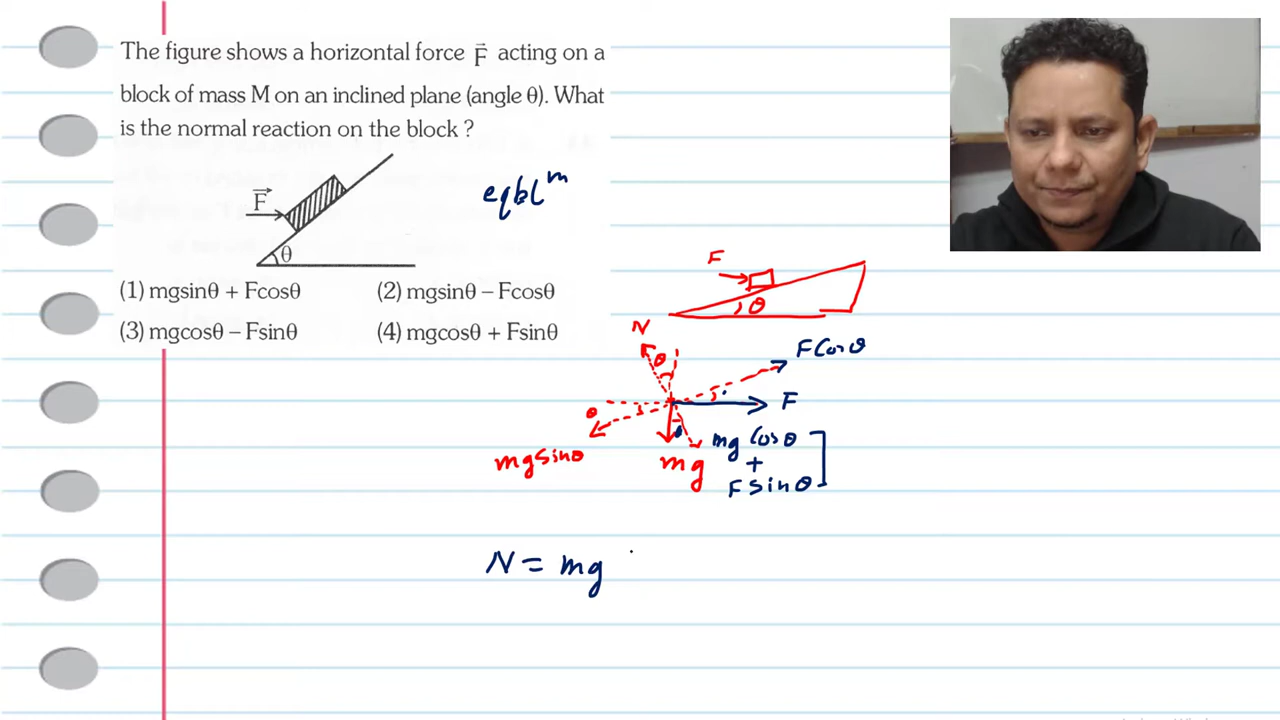 The figure shows a horizontal force F⃗ acting on a
block of mass M on an inclined plane (angle θ). What
is the normal reaction on the block ?
F⃗
θ
(1) mgsinθ + Fcosθ
(2) mgsinθ – Fcosθ
(3) mgcosθ – Fsinθ
(4) mgcosθ + Fsinθ
eqblᵐ
F
θ
N
θ
F Cosθ
F
θ
mgsinθ
mg
mg Cosθ
+
F sinθ
N = mg